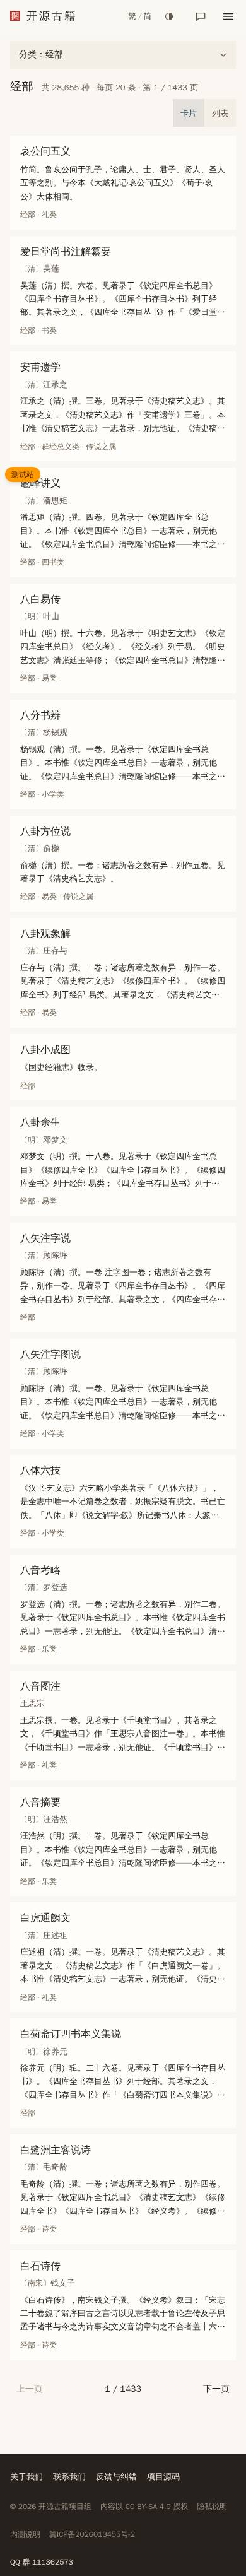 開 开源古籍 繁 / 简
分类：经部
经部 共 28,655 种 · 每页 20 条 · 第 1 / 1433 页
卡片 列表
哀公问五义
竹简。鲁哀公问于孔子，论庸人、士、君子、贤人、圣人
五等之别。与今本《大戴礼记·哀公问五义》《荀子·哀
公》大体相同。
经部 · 礼类
爱日堂尚书注解纂要
〔清〕吴莲
吴莲（清）撰。六卷。见著录于《钦定四库全书总目》
《四库全书存目丛书》。《四库全书存目丛书》列于经
部。其著录之文，《四库全书存目丛书》作「《爱日堂…
经部 · 书类
安甫遗学
〔清〕江承之
江承之（清）撰。三卷。见著录于《清史稿艺文志》。其
著录之文，《清史稿艺文志》作「安甫遗学》三卷」。本
书惟《清史稿艺文志》一志著录，别无他证。《清史稿…
经部 · 群经总义类 · 传说之属
测试站
峰讲义
〔清〕潘思矩
潘思矩（清）撰。四卷。见著录于《钦定四库全书总
目》。本书惟《钦定四库全书总目》一志著录，别无他
证。《钦定四库全书总目》清乾隆间馆臣修——本书之…
经部 · 四书类
八白易传
〔明〕叶山
叶山（明）撰。十六卷。见著录于《明史艺文志》《钦定
四库全书总目》《经义考》。《经义考》列于易。《明史
艺文志》清张廷玉等修；《钦定四库全书总目》清乾隆…
经部 · 易类
八分书辨
〔清〕杨锡观
杨锡观（清）撰。一卷。见著录于《钦定四库全书总
目》。本书惟《钦定四库全书总目》一志著录，别无他
证。《钦定四库全书总目》清乾隆间馆臣修——本书之…
经部 · 小学类
八卦方位说
〔清〕俞樾
俞樾（清）撰。一卷；诸志所著之数有异，别作五卷。见
著录于《清史稿艺文志》。
经部 · 易类 · 传说之属
八卦观象解
〔清〕庄存与
庄存与（清）撰。二卷；诸志所著之数有异，别作一卷。
见著录于《清史稿艺文志》《续修四库全书》。《续修四
库全书》列于经部 易类。其著录之文，《清史稿艺文…
经部 · 易类
八卦小成图
《国史经籍志》收录。
经部
八卦余生
〔明〕邓梦文
邓梦文（明）撰。十八卷。见著录于《钦定四库全书总
目》《续修四库全书》《四库全书存目丛书》。《续修四
库全书》列于经部 易类；《四库全书存目丛书》列于…
经部 · 易类
八矢注字说
〔清〕顾陈垿
顾陈垿（清）撰。一卷 注字图一卷；诸志所著之数有
异，别作一卷。见著录于《四库全书存目丛书》。《四库
全书存目丛书》列于经部。其著录之文，《四库全书存…
经部
八矢注字图说
〔清〕顾陈垿
顾陈垿（清）撰。一卷。见著录于《钦定四库全书总
目》。本书惟《钦定四库全书总目》一志著录，别无他
证。《钦定四库全书总目》清乾隆间馆臣修——本书之…
经部 · 小学类
八体六技
《汉书·艺文志》六艺略小学类著录「《八体六技》」，
是全志中唯一不记篇卷之数者，姚振宗疑有脱文。书已亡
佚。「八体」即《说文解字·叙》所记秦书八体：大篆…
经部 · 小学类
八音考略
〔清〕罗登选
罗登选（清）撰。一卷；诸志所著之数有异，别作二卷。
见著录于《钦定四库全书总目》。本书惟《钦定四库全书
总目》一志著录，别无他证。《钦定四库全书总目》清…
经部 · 乐类
八音图注
王思宗
王思宗撰。一卷。见著录于《千顷堂书目》。其著录之
文，《千顷堂书目》作「王思宗八音图注一卷」。本书惟
《千顷堂书目》一志著录，别无他证。《千顷堂书目》…
经部 · 礼类
八音摘要
〔明〕汪浩然
汪浩然（明）撰。二卷。见著录于《钦定四库全书总
目》。本书惟《钦定四库全书总目》一志著录，别无他
证。《钦定四库全书总目》清乾隆间馆臣修——本书之…
经部 · 乐类
白虎通阙文
〔清〕庄述祖
庄述祖（清）撰。一卷。见著录于《清史稿艺文志》。其
著录之文，《清史稿艺文志》作「《白虎通阙文一卷」。
本书惟《清史稿艺文志》一志著录，别无他证。《清史…
经部 · 礼类
白菊斋订四书本义集说
〔明〕徐养元
徐养元（明）辑。二十六卷。见著录于《四库全书存目丛
书》。《四库全书存目丛书》列于经部。其著录之文，
《四库全书存目丛书》作「《白菊斋订四书本义集说》…
经部
白鹭洲主客说诗
〔清〕毛奇龄
毛奇龄（清）撰。一卷；诸志所著之数有异，别作四卷。
见著录于《钦定四库全书总目》《清史稿艺文志》《续修
四库全书》《四库全书存目丛书》《经义考》。《续修…
经部 · 诗类
白石诗传
〔南宋〕钱文子
《白石诗传》，南宋钱文子撰。《经义考》叙曰：「宋志
二十卷魏了翁序曰古之言诗以见志者载于鲁论左传及子思
孟子诸书与今之为诗事实文义音韵章句之不合者盖十六…
经部 · 诗类
上一页 1 / 1433 下一页
关于我们 联系我们 反馈与纠错 项目源码
© 2026 开源古籍项目组 内容以 CC BY-SA 4.0 授权 隐私说明
内测说明 冀ICP备2026013455号-2
QQ 群 111362573